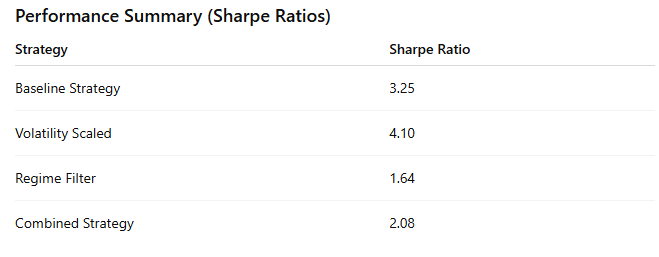 Performance Summary (Sharpe Ratios)
Strategy Sharpe Ratio
Baseline Strategy 3.25
Volatility Scaled 4.10
Regime Filter 1.64
Combined Strategy 2.08